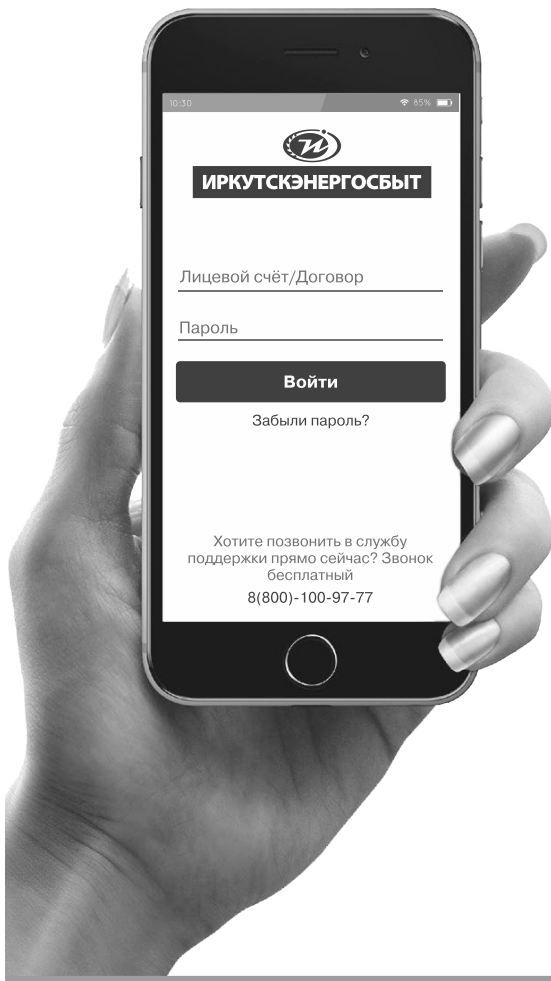 10:30 85%
ИРКУТСКЭНЕРГОСБЫТ
Лицевой счёт/Договор
Пароль
Войти
Забыли пароль?
Хотите позвонить в службу
поддержки прямо сейчас? Звонок
бесплатный
8(800)-100-97-77